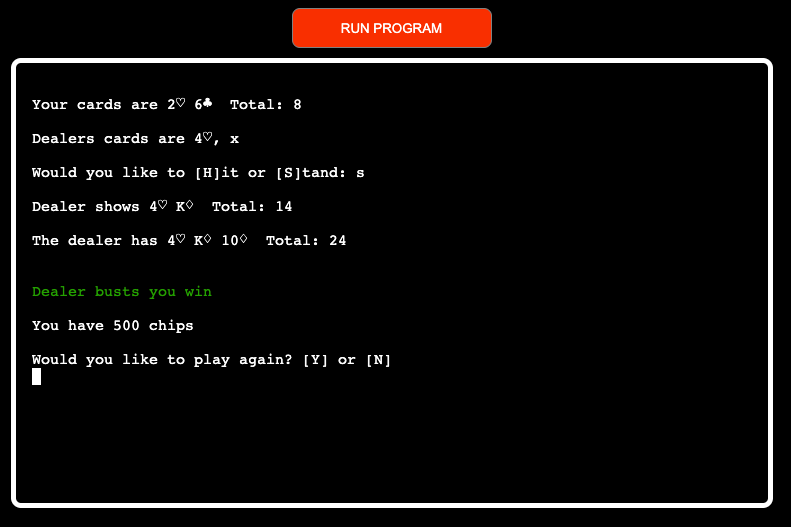 RUN PROGRAM
Your cards are 2♡ 6♣  Total: 8
Dealers cards are 4♡, x
Would you like to [H]it or [S]tand: s
Dealer shows 4♡ K♢  Total: 14
The dealer has 4♡ K♢ 10♢  Total: 24
Dealer busts you win
You have 500 chips
Would you like to play again? [Y] or [N]